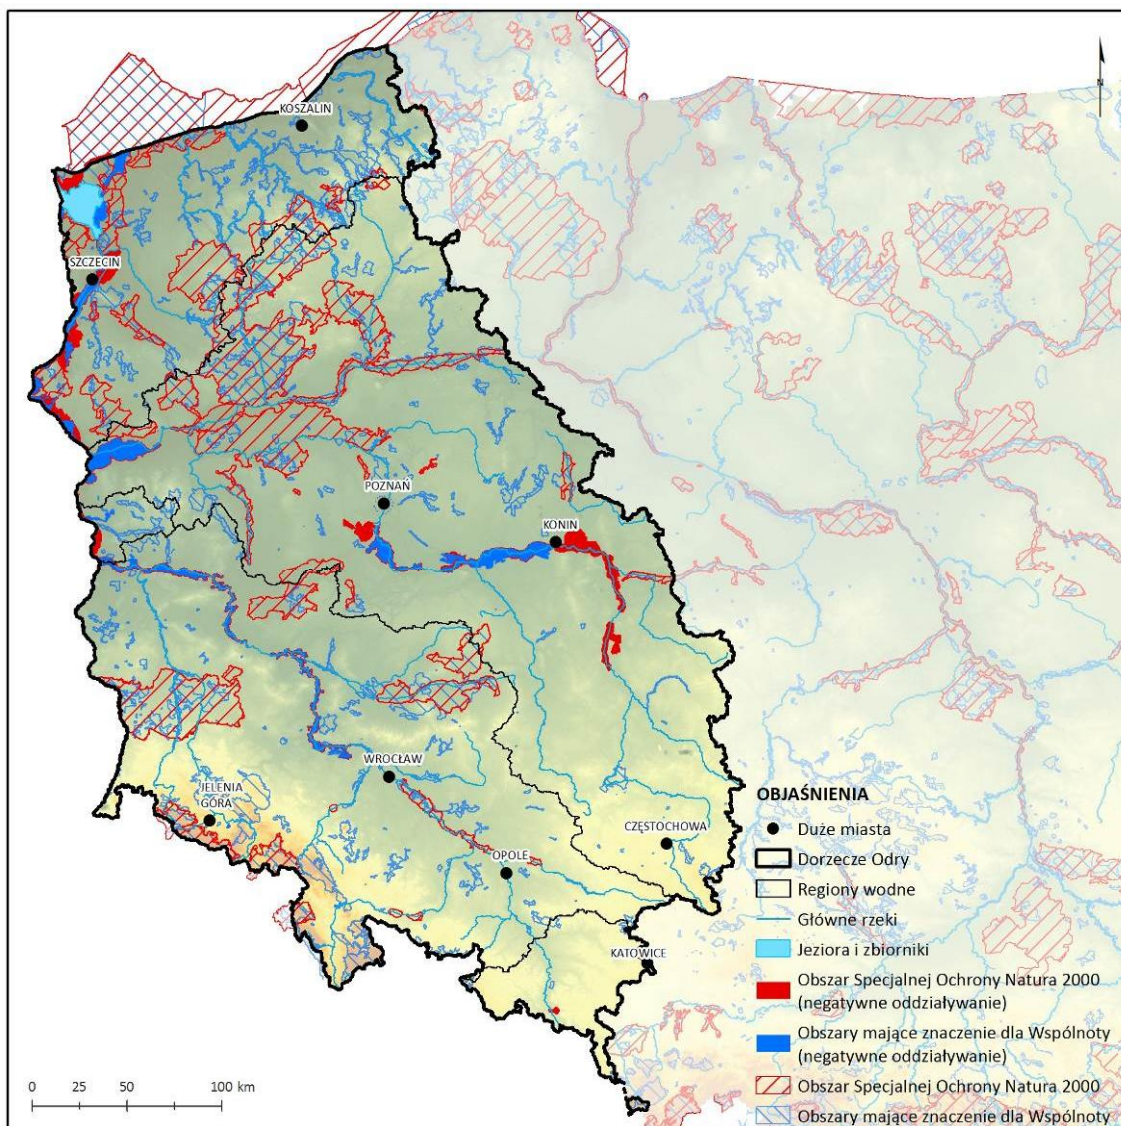 N
KOSZALIN
SZCZECIN
POZNAŃ
KONIN
WROCŁAW
JELENIA
GÓRA
CZĘSTOCHOWA
OPOLE
KATOWICE
OBJAŚNIENIA
Duże miasta
Dorzecze Odry
Regiony wodne
Główne rzeki
Jeziora i zbiorniki
Obszar Specjalnej Ochrony Natura 2000
(negatywne oddziaływanie)
Obszary mające znaczenie dla Wspólnoty
(negatywne oddziaływanie)
Obszar Specjalnej Ochrony Natura 2000
Obszary mające znaczenie dla Wspólnoty
0 25 50 100 km